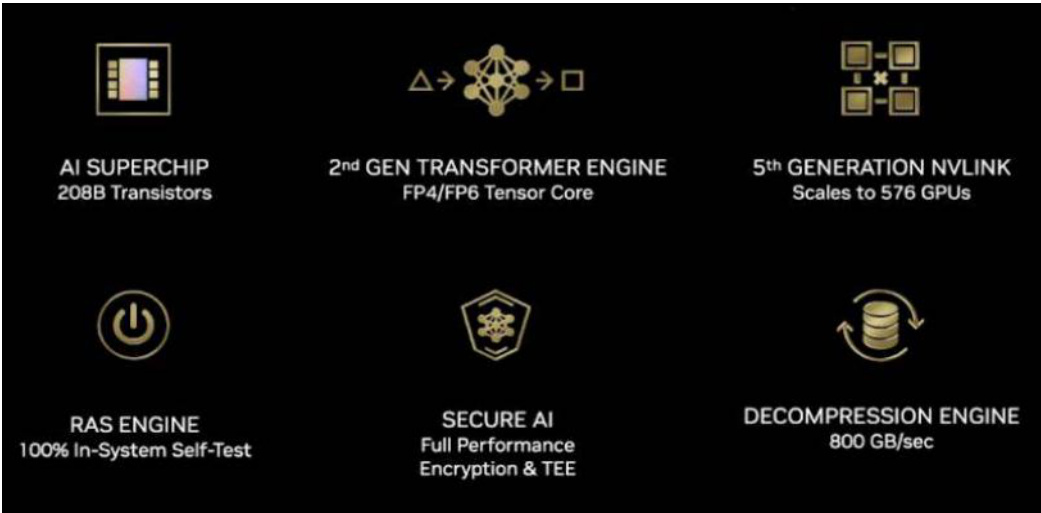 AI SUPERCHIP
208B Transistors
2nd GEN TRANSFORMER ENGINE
FP4/FP6 Tensor Core
5th GENERATION NVLINK
Scales to 576 GPUs
RAS ENGINE
100% In-System Self-Test
SECURE AI
Full Performance
Encryption & TEE
DECOMPRESSION ENGINE
800 GB/sec